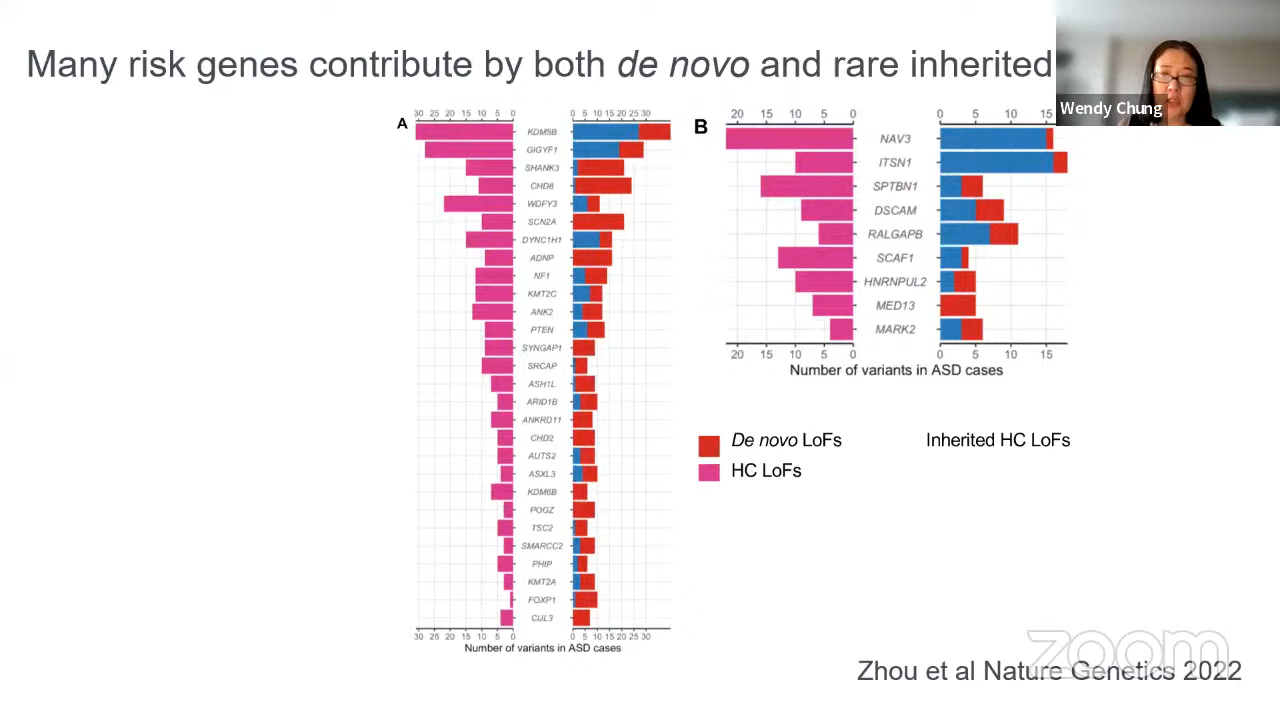 Many risk genes contribute by both de novo and rare inherited
Wendy Chung
A
30 25 20 15 10 5 0
0 5 10 15 20 25 30
KDM5B
GIGYF1
SHANK3
CHD8
WDFY3
SCN2A
DYNC1H1
ADNP
NF1
KMT2C
ANK2
PTEN
SYNGAP1
SRCAP
ASH1L
ARID1B
ANKRD11
CHD2
AUTS2
ASXL3
KDM6B
POGZ
TSC2
SMARCC2
PHIP
KMT2A
FOXP1
CUL3
30 25 20 15 10 5 0
0 5 10 15 20 25 30
Number of variants in ASD cases
B
20 15 10 5 0
0 5 10 15
NAV3
ITSN1
SPTBN1
DSCAM
RALGAPB
SCAF1
HNRNPUL2
MED13
MARK2
20 15 10 5 0
0 5 10 15
Number of variants in ASD cases
De novo LoFs
Inherited HC LoFs
HC LoFs
zoom
Zhou et al Nature Genetics 2022